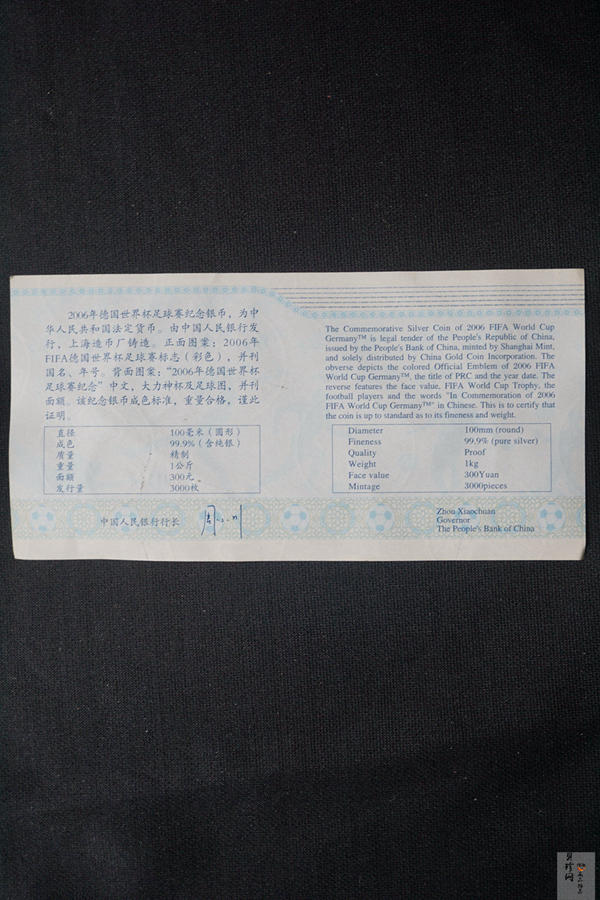 2006年德国世界杯足球赛纪念银币，为中
华人民共和国法定货币。由中国人民银行发
行，上海造币厂铸造。正面图案：2006年
FIFA德国世界杯足球赛标志（彩色），并刊
国名、年号。背面图案：“2006年德国世界杯
足球赛纪念”中文，大力神杯及足球图，并刊
面额。该纪念银币成色标准，重量合格，谨此
证明。
直径 100毫米（圆形）
成色 99.9%（含纯银）
质量 精制
重量 1公斤
面额 300元
发行量 3000枚
中国人民银行行长
The Commemorative Silver Coin of 2006 FIFA World Cup
Germany™ is legal tender of the People's Republic of China,
issued by the People's Bank of China, minted by Shanghai Mint,
and solely distributed by China Gold Coin Incorporation. The
obverse depicts the colored Official Emblem of 2006 FIFA
World Cup Germany™, the title of PRC and the year date. The
reverse features the face value, FIFA World Cup Trophy, the
football players and the words "In Commemoration of 2006
FIFA World Cup Germany™" in Chinese. This is to certify that
the coin is up to standard as to its fineness and weight.
Diameter 100mm (round)
Fineness 99.9% (pure silver)
Quality Proof
Weight 1kg
Face value 300Yuan
Mintage 3000pieces
Zhou Xiaochuan
Governor
The People's Bank of China